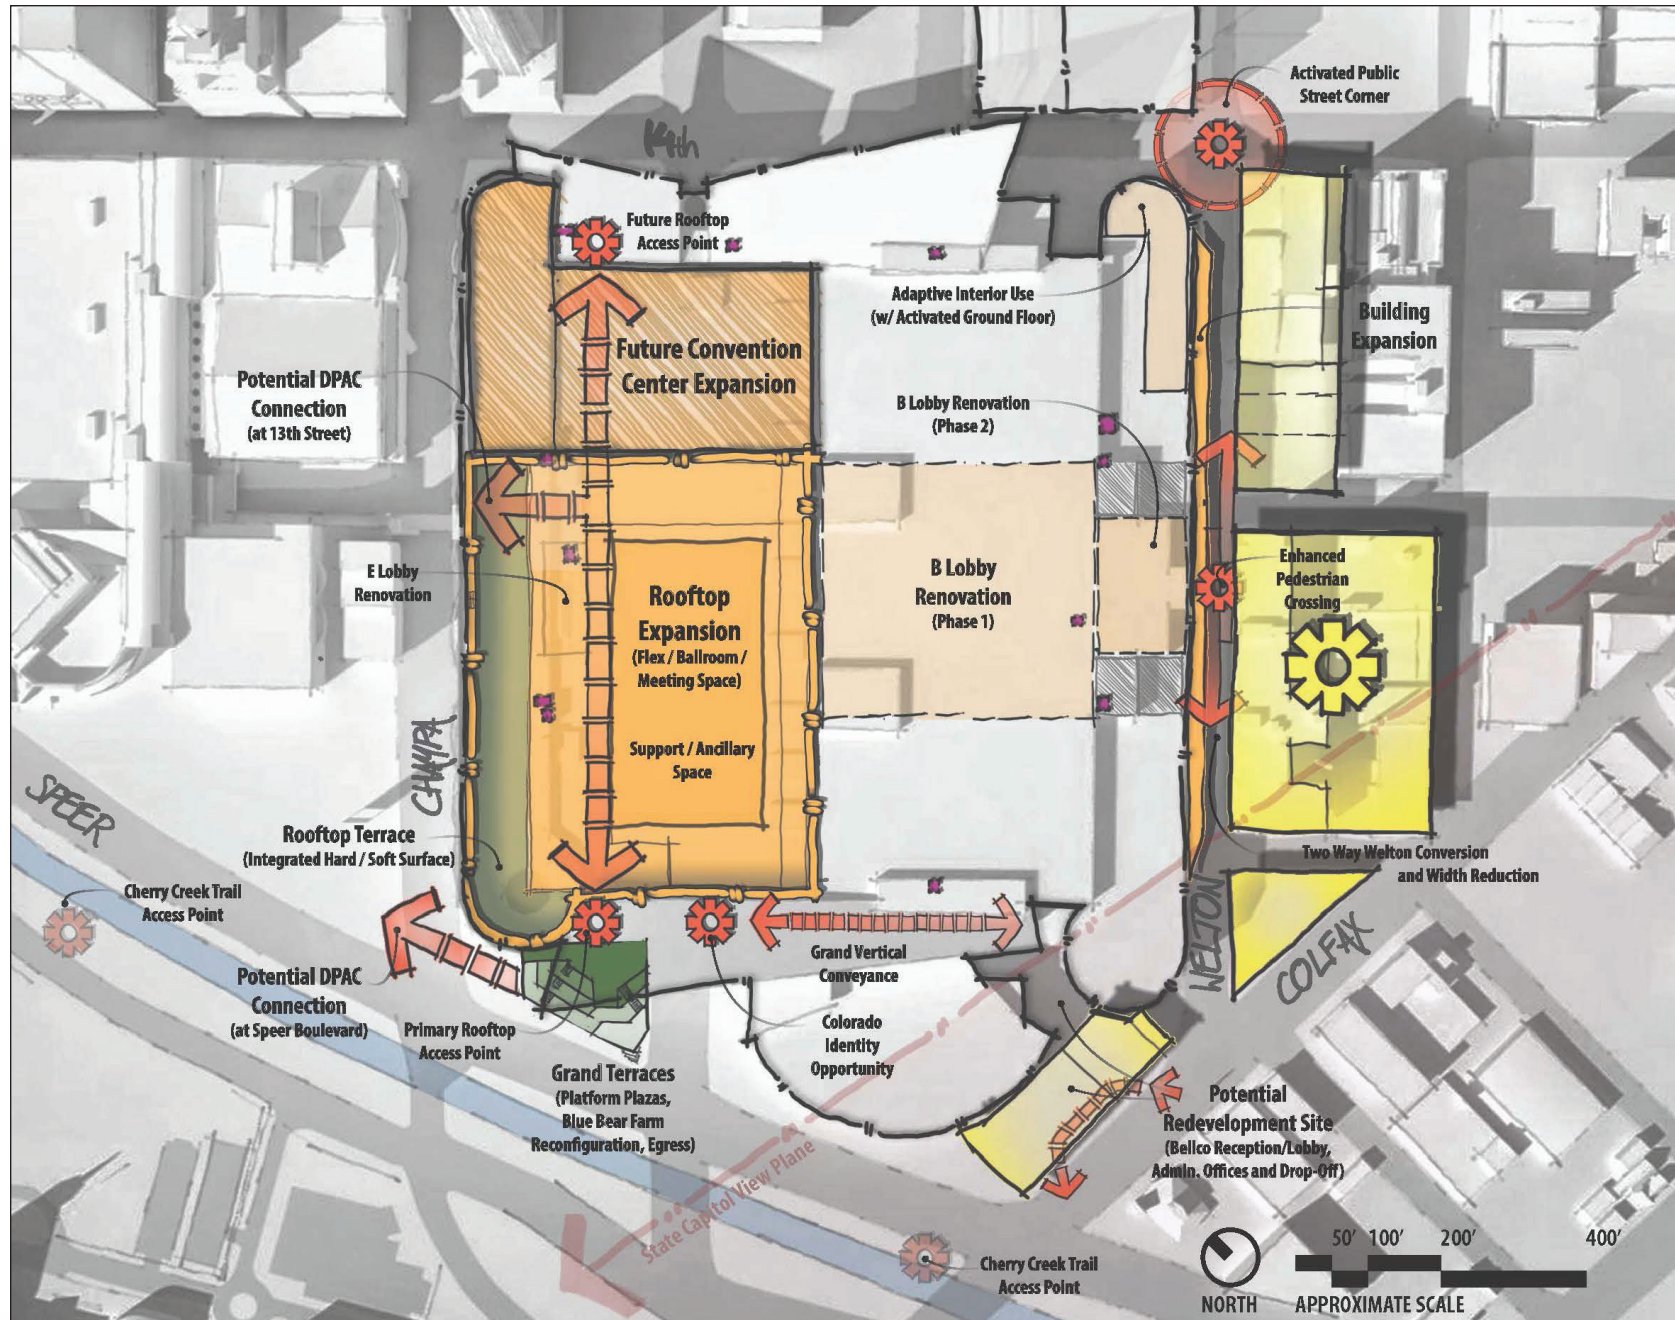 Activated Public
Street Corner
14th
Future Rooftop
Access Point
Adaptive Interior Use
(w/ Activated Ground Floor)
Building
Expansion
Future Convention
Center Expansion
Potential DPAC
Connection
(at 13th Street)
B Lobby Renovation
(Phase 2)
E Lobby
Renovation
Rooftop
Expansion
(Flex / Ballroom /
Meeting Space)
B Lobby
Renovation
(Phase 1)
Enhanced
Pedestrian
Crossing
Support / Ancillary
Space
CHAMPA
SPEER
Rooftop Terrace
(Integrated Hard / Soft Surface)
Two Way Welton Conversion
and Width Reduction
Cherry Creek Trail
Access Point
WELTON
COLFAX
Grand Vertical
Conveyance
Potential DPAC
Connection
(at Speer Boulevard)
Primary Rooftop
Access Point
Colorado
Identity
Opportunity
Grand Terraces
(Platform Plazas,
Blue Bear Farm
Reconfiguration, Egress)
Potential
Redevelopment Site
(Bellco Reception/Lobby,
Admin. Offices and Drop-Off)
State Capitol View Plane
Cherry Creek Trail
Access Point
50' 100' 200' 400'
NORTH APPROXIMATE SCALE